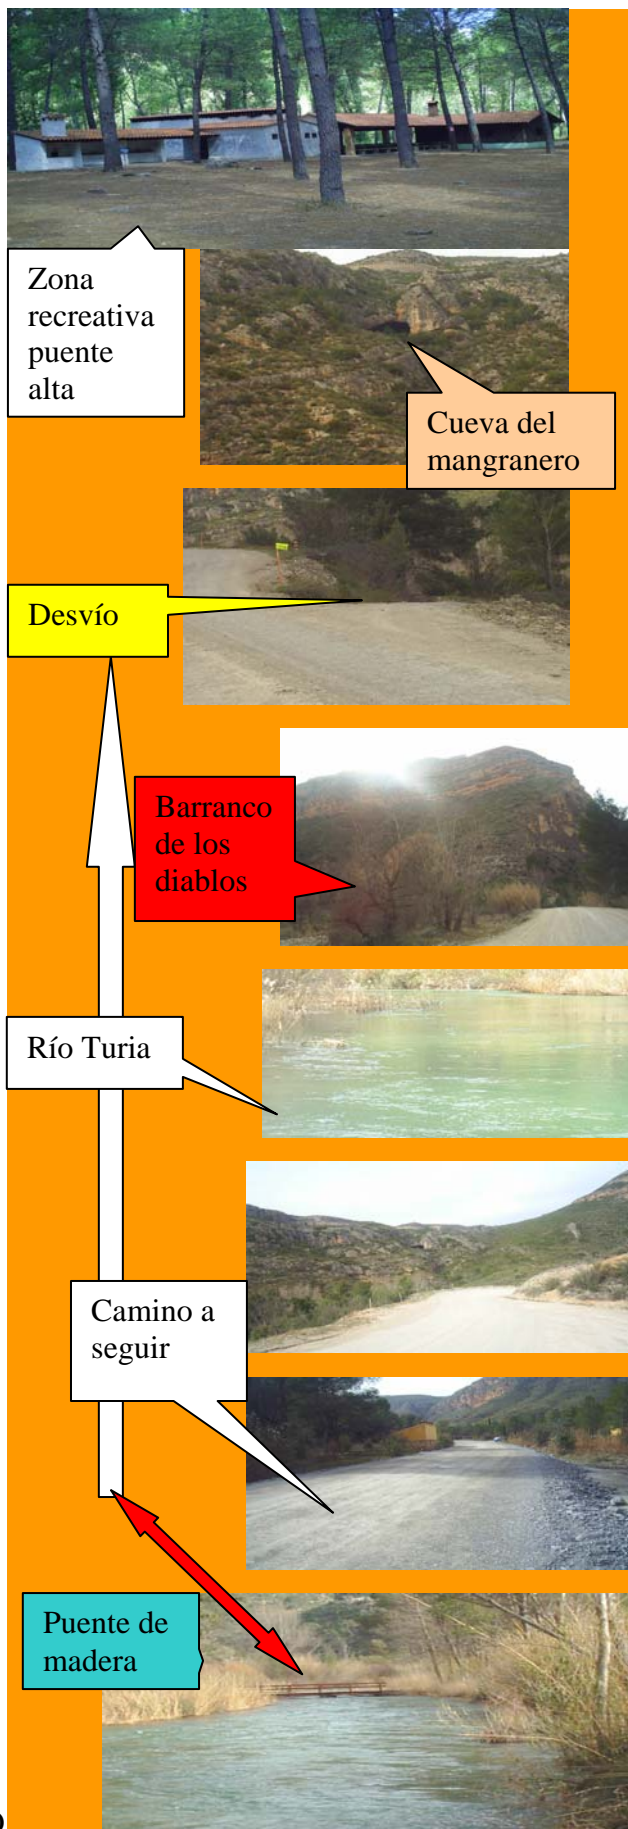 Zona
recreativa
puente
alta
Cueva del
mangranero
Desvío
Barranco
de los
diablos
Río Turia
Camino a
seguir
Puente de
madera